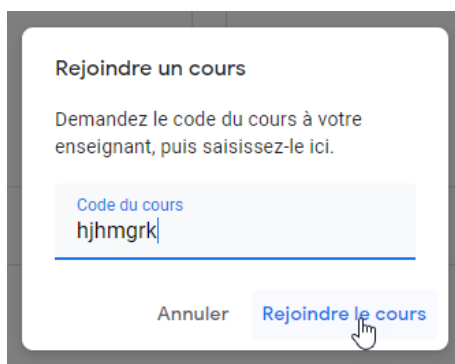 Rejoindre un cours
Demandez le code du cours à votre
enseignant, puis saisissez-le ici.
Code du cours
hjhmgrk
Annuler Rejoindre le cours